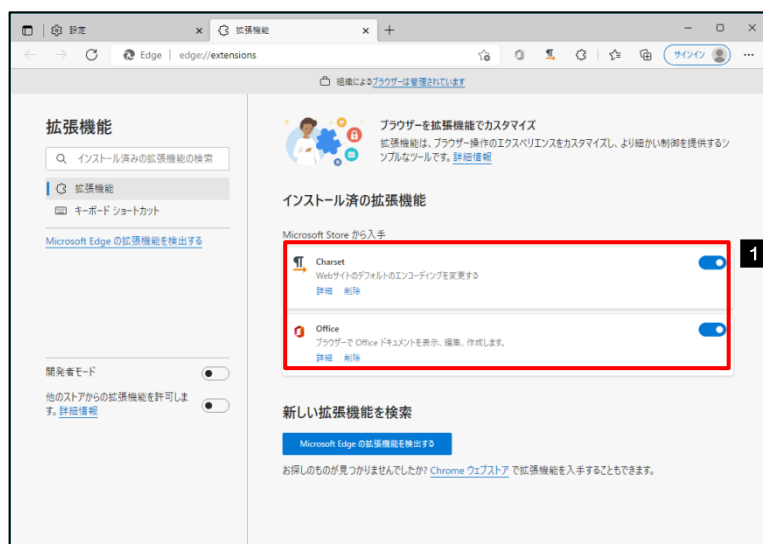 設定
拡張機能
Edge
edge://extensions
サインイン
組織によるブラウザーは管理されています
拡張機能
インストール済みの拡張機能の検索
拡張機能
キーボード ショートカット
Microsoft Edge の拡張機能を検出する
開発者モード
他のストアからの拡張機能を許可しま
す。詳細情報
ブラウザーを拡張機能でカスタマイズ
拡張機能は、ブラウザー操作のエクスペリエンスをカスタマイズし、より細かい制御を提供するシ
ンプルなツールです。詳細情報
インストール済の拡張機能
Microsoft Store から入手
Charset
Webサイトのデフォルトのエンコーディングを変更する
詳細 削除
1
Office
ブラウザーで Office ドキュメントを表示、編集、作成します。
詳細 削除
新しい拡張機能を検索
Microsoft Edge の拡張機能を検出する
お探しのものが見つかりませんでしたか? Chrome ウェブストア で拡張機能を入手することもできます。